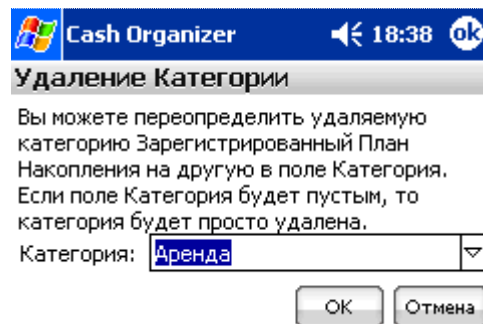 Cash Organizer 18:38 ok
Удаление Категории
Вы можете переопределить удаляемую
категорию Зарегистрированный План
Накопления на другую в поле Категория.
Если поле Категория будет пустым, то
категория будет просто удалена.
Категория: Аренда
ОК Отмена